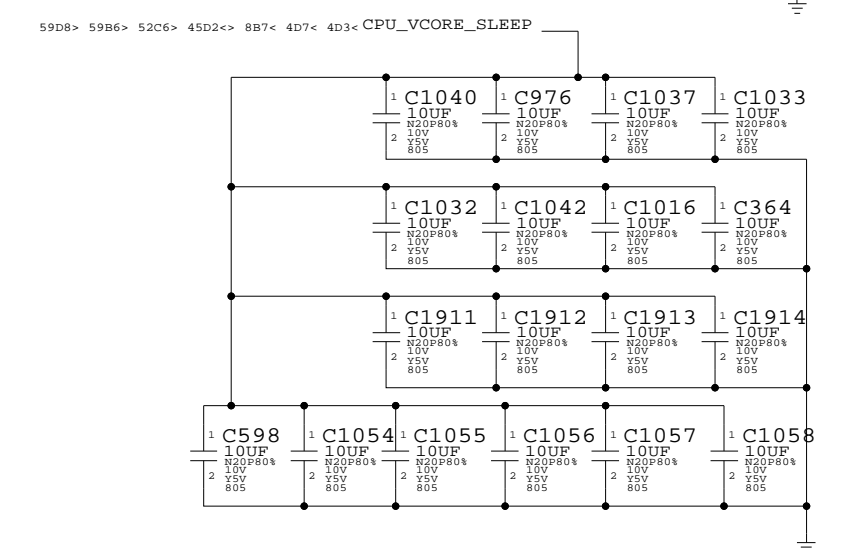 59D8> 59B6> 52C6> 45D2<> 8B7< 4D7< 4D3< CPU_VCORE_SLEEP
1 C1040 1 C976 1 C1037 1 C1033
10UF 10UF 10UF 10UF
N20P80% N20P80% N20P80% N20P80%
10V 10V 10V 10V
2 Y5V 2 Y5V 2 Y5V 2 Y5V
805 805 805 805
1 C1032 1 C1042 1 C1016 1 C364
10UF 10UF 10UF 10UF
N20P80% N20P80% N20P80% N20P80%
10V 10V 10V 10V
2 Y5V 2 Y5V 2 Y5V 2 Y5V
805 805 805 805
1 C1911 1 C1912 1 C1913 1 C1914
10UF 10UF 10UF 10UF
N20P80% N20P80% N20P80% N20P80%
10V 10V 10V 10V
2 Y5V 2 Y5V 2 Y5V 2 Y5V
805 805 805 805
1 C598 1 C1054 1 C1055 1 C1056 1 C1057 1 C1058
10UF 10UF 10UF 10UF 10UF 10UF
N20P80% N20P80% N20P80% N20P80% N20P80% N20P80%
10V 10V 10V 10V 10V 10V
2 Y5V 2 Y5V 2 Y5V 2 Y5V 2 Y5V 2 Y5V
805 805 805 805 805 805